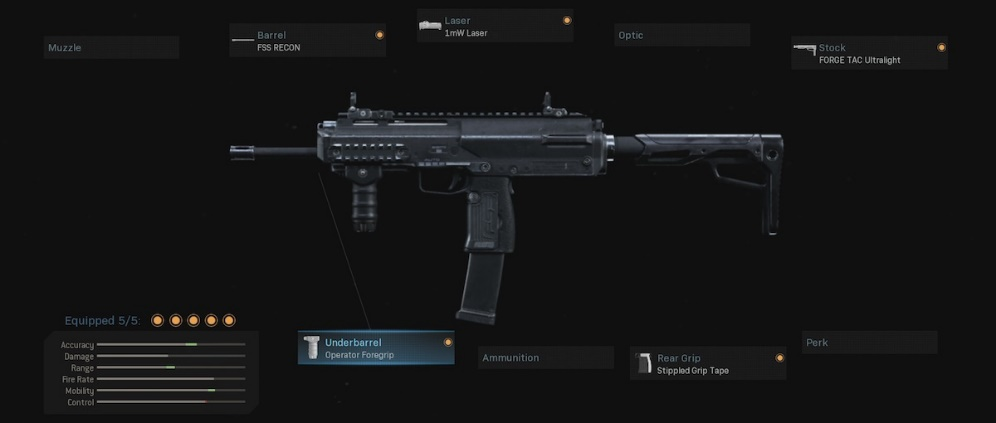 Muzzle
Barrel
FSS RECON
Laser
1mW Laser
Optic
Stock
FORGE TAC Ultralight
Equipped 5/5:
Accuracy
Damage
Range
Fire Rate
Mobility
Control
Underbarrel
Operator Foregrip
Ammunition
Rear Grip
Stippled Grip Tape
Perk